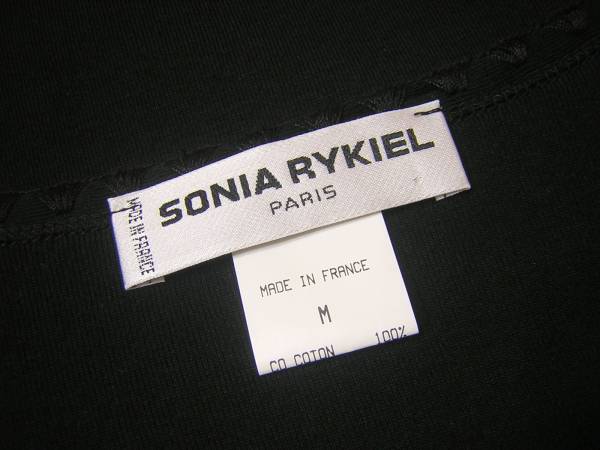 SONIA RYKIEL
PARIS
MADE IN FRANCE
MADE IN FRANCE
M
CO COTON 100%